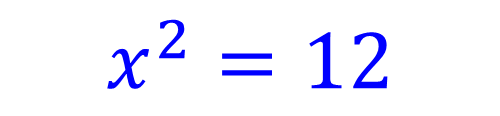 x² = 12